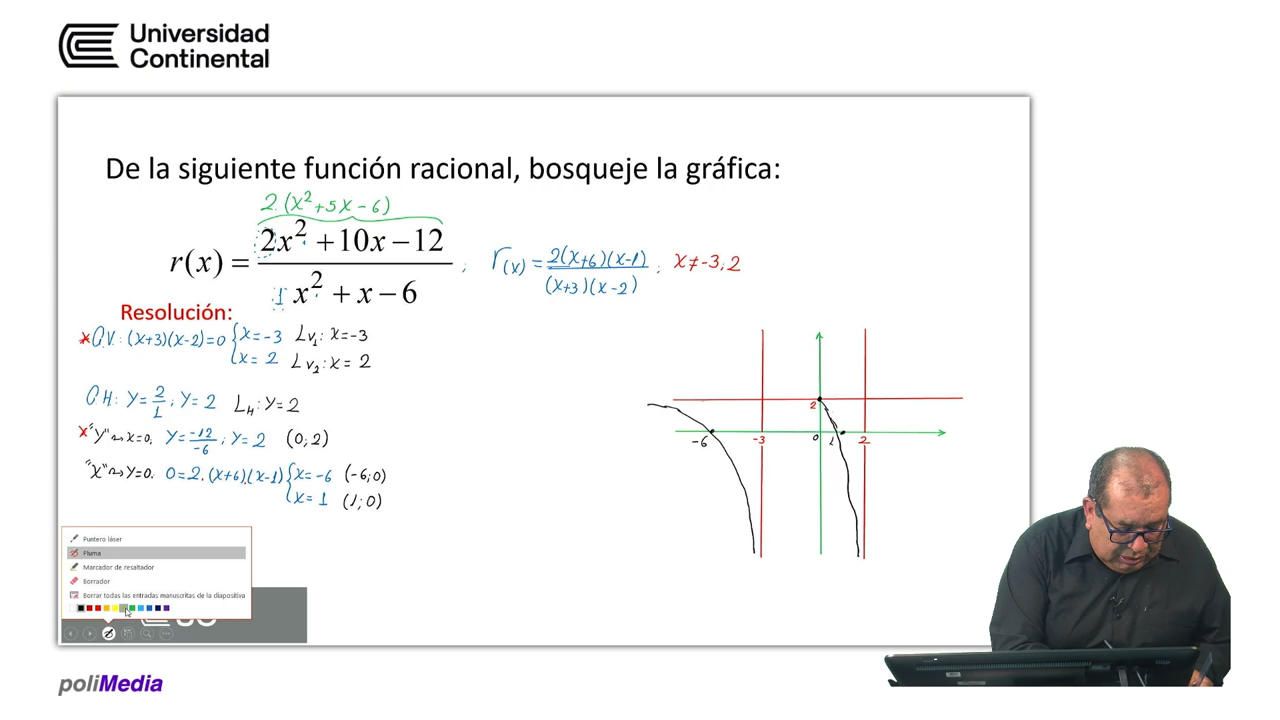 Universidad
Continental
De la siguiente función racional, bosqueje la gráfica:
2.(x²+5x-6)
r(x) = (2x² + 10x − 12) / (1 x² + x − 6) ; r(x) = 2(x+6)(x-1) / (x+3)(x-2) ; x≠-3;2
Resolución:
*A.V.: (x+3)(x-2)=0 { x=-3 Lv₁: x=-3
x=2 Lv₂: x=2
AH: y=2/1; y=2 L_H: y=2
*"y"~x=0. y=-12/-6; y=2 (0;2)
"x"~y=0. 0=2.(x+6).(x-1) { x=-6 (-6;0)
x=1 (1;0)
2
-6 -3 0 1 2
Puntero láser
Pluma
Marcador de resaltador
Borrador
Borrar todas las entradas manuscritas de la diapositiva
poliMedia